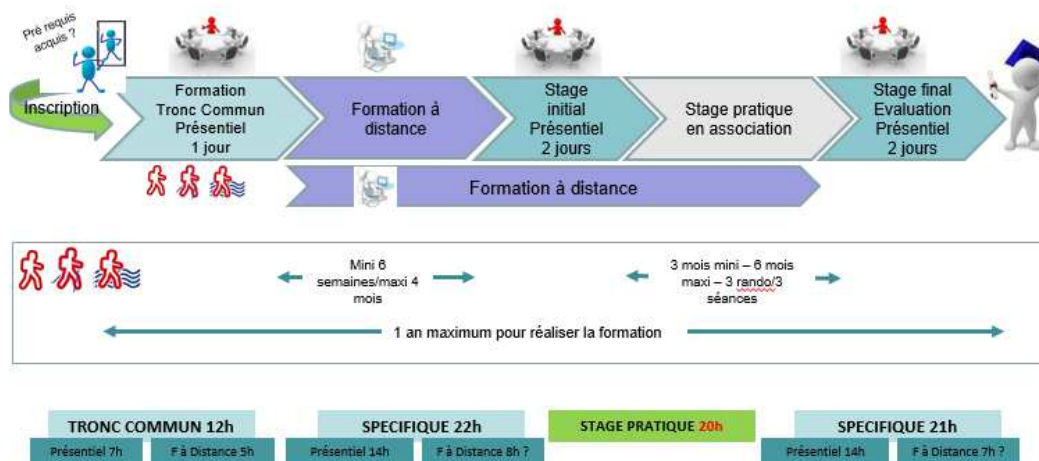 Pré requis
acquis ?
Inscription
Formation
Tronc Commun
Présentiel
1 jour
Formation à
distance
Stage
initial
Présentiel
2 jours
Stage pratique
en association
Stage final
Evaluation
Présentiel
2 jours
Formation à distance
Mini 6
semaines/maxi 4
mois
3 mois mini – 6 mois
maxi – 3 rando/3
séances
1 an maximum pour réaliser la formation
TRONC COMMUN 12h
Présentiel 7h
F à Distance 5h
SPECIFIQUE 22h
Présentiel 14h
F à Distance 8h ?
STAGE PRATIQUE 20h
SPECIFIQUE 21h
Présentiel 14h
F à Distance 7h ?